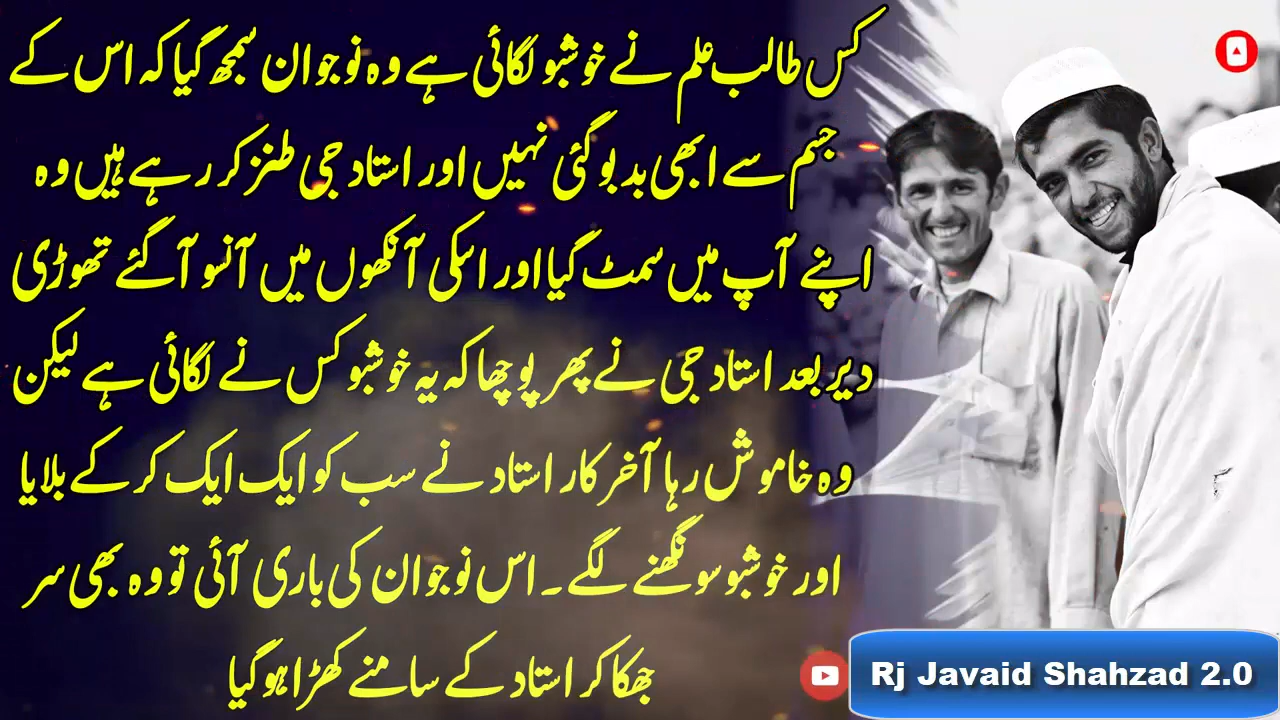 کس طالب علم نے خوشبو لگائی ہے وہ نوجوان سمجھ گیا کہ اس کے
جسم سے ابھی بدبو گئی نہیں اور استاد جی طنز کر رہے ہیں وہ
اپنے آپ میں سمٹ گیا اور اسکی آنکھوں میں آنسو آ گئے تھوڑی
دیر بعد استاد جی نے پھر پوچھا کہ یہ خوشبو کس نے لگائی ہے لیکن
وہ خاموش رہا آخر کار استاد نے سب کو ایک ایک کر کے بلایا
اور خوشبو سونگھنے لگے۔ اس نوجوان کی باری آئی تو وہ بھی سر
جھکا کر استاد کے سامنے کھڑا ہو گیا
Rj Javaid Shahzad 2.0